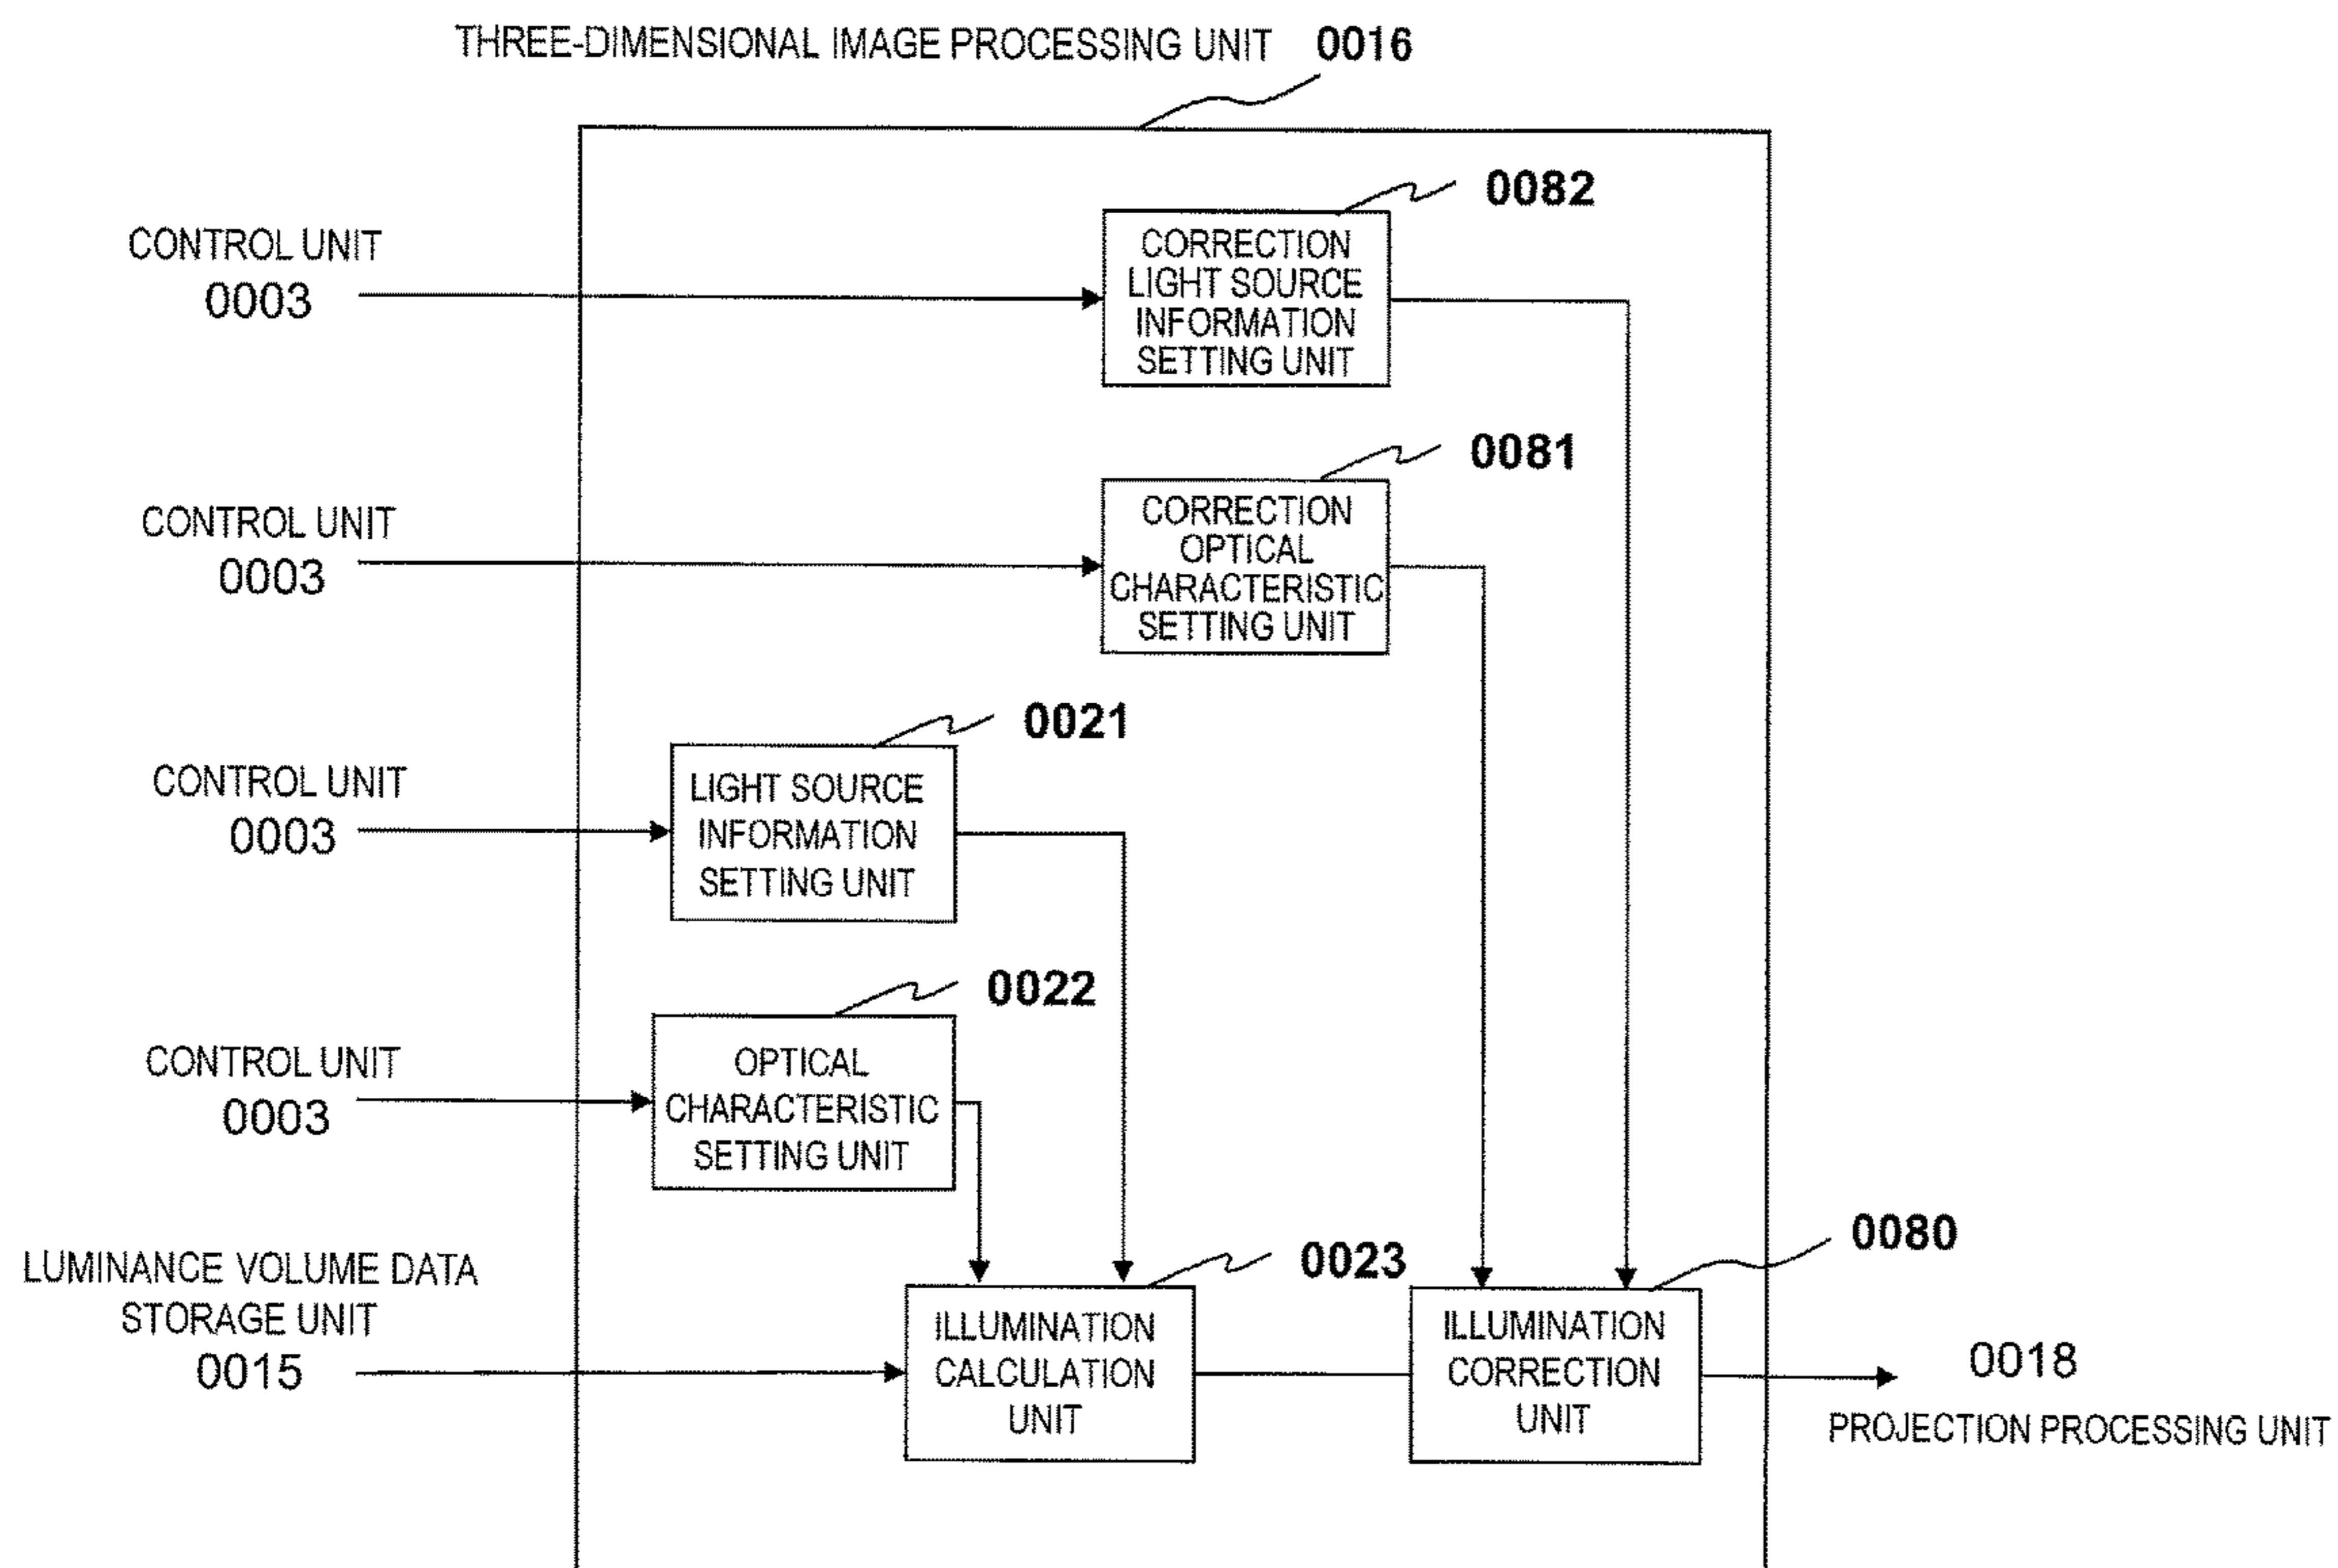 THREE-DIMENSIONAL IMAGE PROCESSING UNIT 0016
0082
CONTROL UNIT
0003
CORRECTION
LIGHT SOURCE
INFORMATION
SETTING UNIT
0081
CONTROL UNIT
0003
CORRECTION
OPTICAL
CHARACTERISTIC
SETTING UNIT
0021
CONTROL UNIT
0003
LIGHT SOURCE
INFORMATION
SETTING UNIT
0022
CONTROL UNIT
0003
OPTICAL
CHARACTERISTIC
SETTING UNIT
LUMINANCE VOLUME DATA
STORAGE UNIT
0015
0023
ILLUMINATION
CALCULATION
UNIT
0080
ILLUMINATION
CORRECTION
UNIT
0018
PROJECTION PROCESSING UNIT